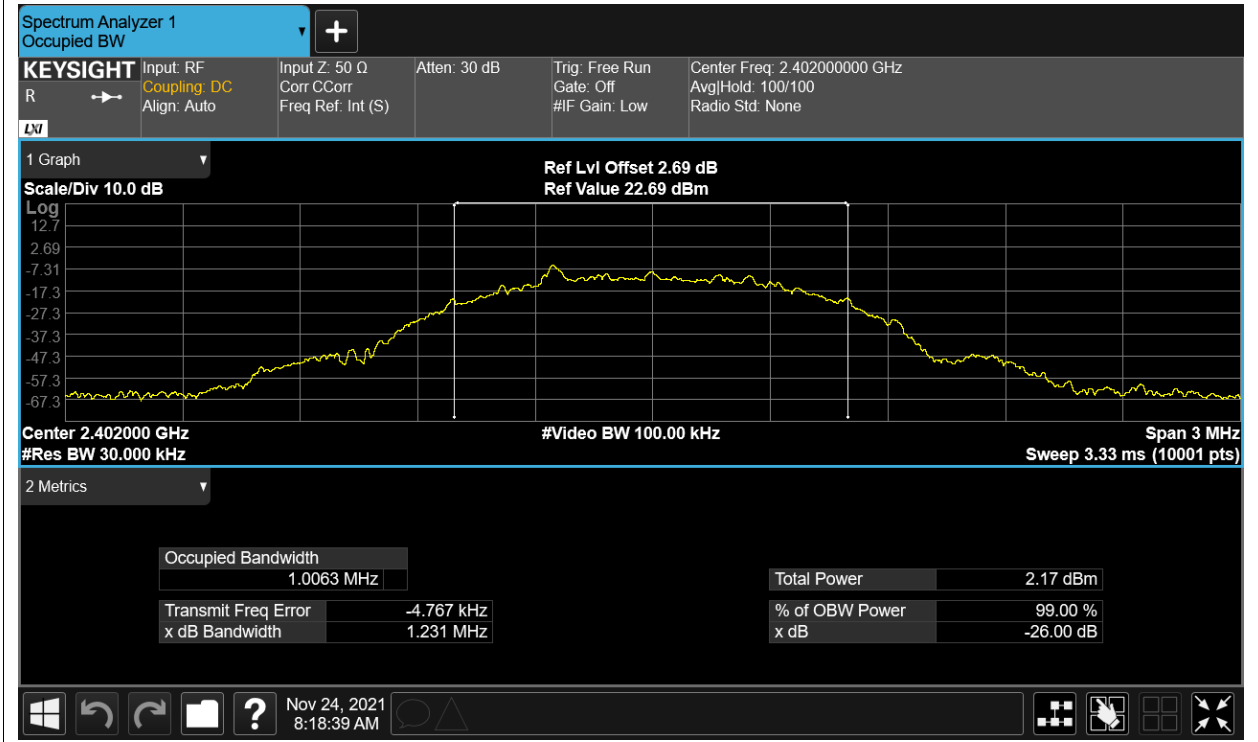 Spectrum Analyzer 1
Occupied BW
KEYSIGHT Input: RF Input Z: 50 Ω Atten: 30 dB Trig: Free Run Center Freq: 2.402000000 GHz
R Coupling: DC Corr CCorr Gate: Off Avg|Hold: 100/100
Align: Auto Freq Ref: Int (S) #IF Gain: Low Radio Std: None
LXI
1 Graph
Ref Lvl Offset 2.69 dB
Scale/Div 10.0 dB Ref Value 22.69 dBm
Log
12.7
2.69
-7.31
-17.3
-27.3
-37.3
-47.3
-57.3
-67.3
Center 2.402000 GHz #Video BW 100.00 kHz Span 3 MHz
#Res BW 30.000 kHz Sweep 3.33 ms (10001 pts)
2 Metrics
Occupied Bandwidth
1.0063 MHz Total Power 2.17 dBm
Transmit Freq Error -4.767 kHz % of OBW Power 99.00 %
x dB Bandwidth 1.231 MHz x dB -26.00 dB
? Nov 24, 2021
8:18:39 AM